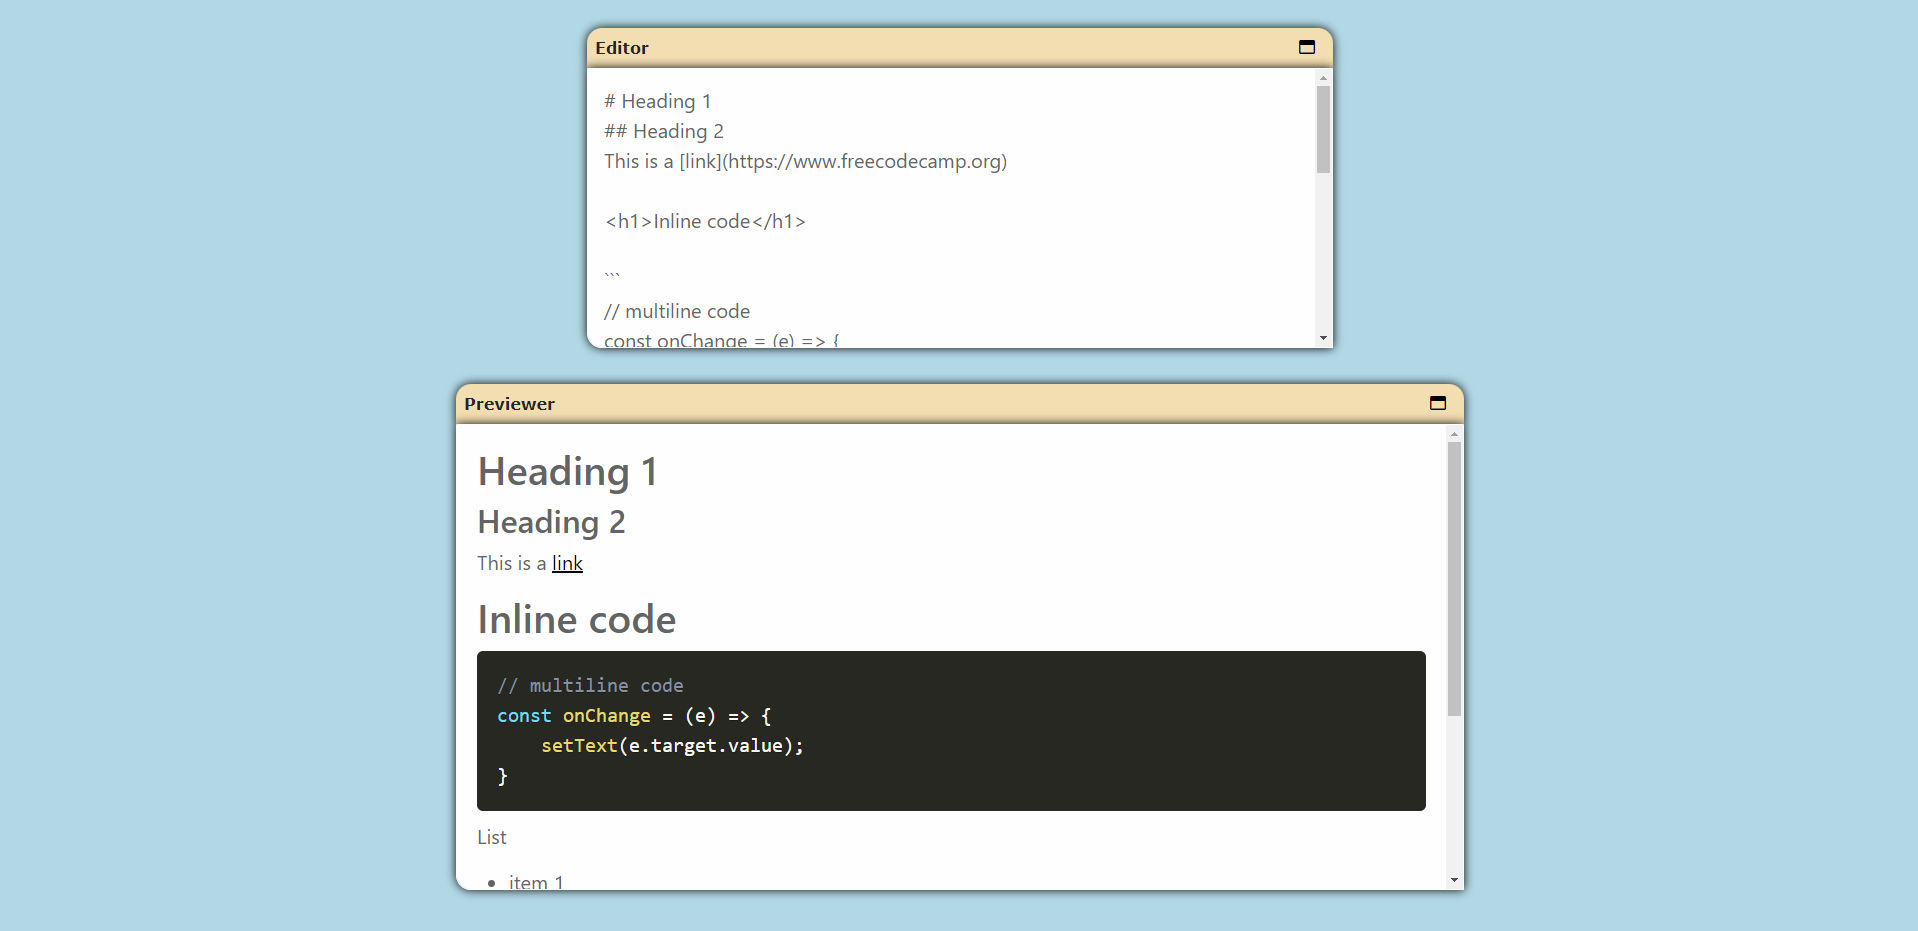 Editor
# Heading 1
## Heading 2
This is a [link](https://www.freecodecamp.org)
<h1>Inline code</h1>
```
// multiline code
const onChange = (e) => {
Previewer
Heading 1
Heading 2
This is a link
Inline code
// multiline code
const onChange = (e) => {
    setText(e.target.value);
}
List
• item 1